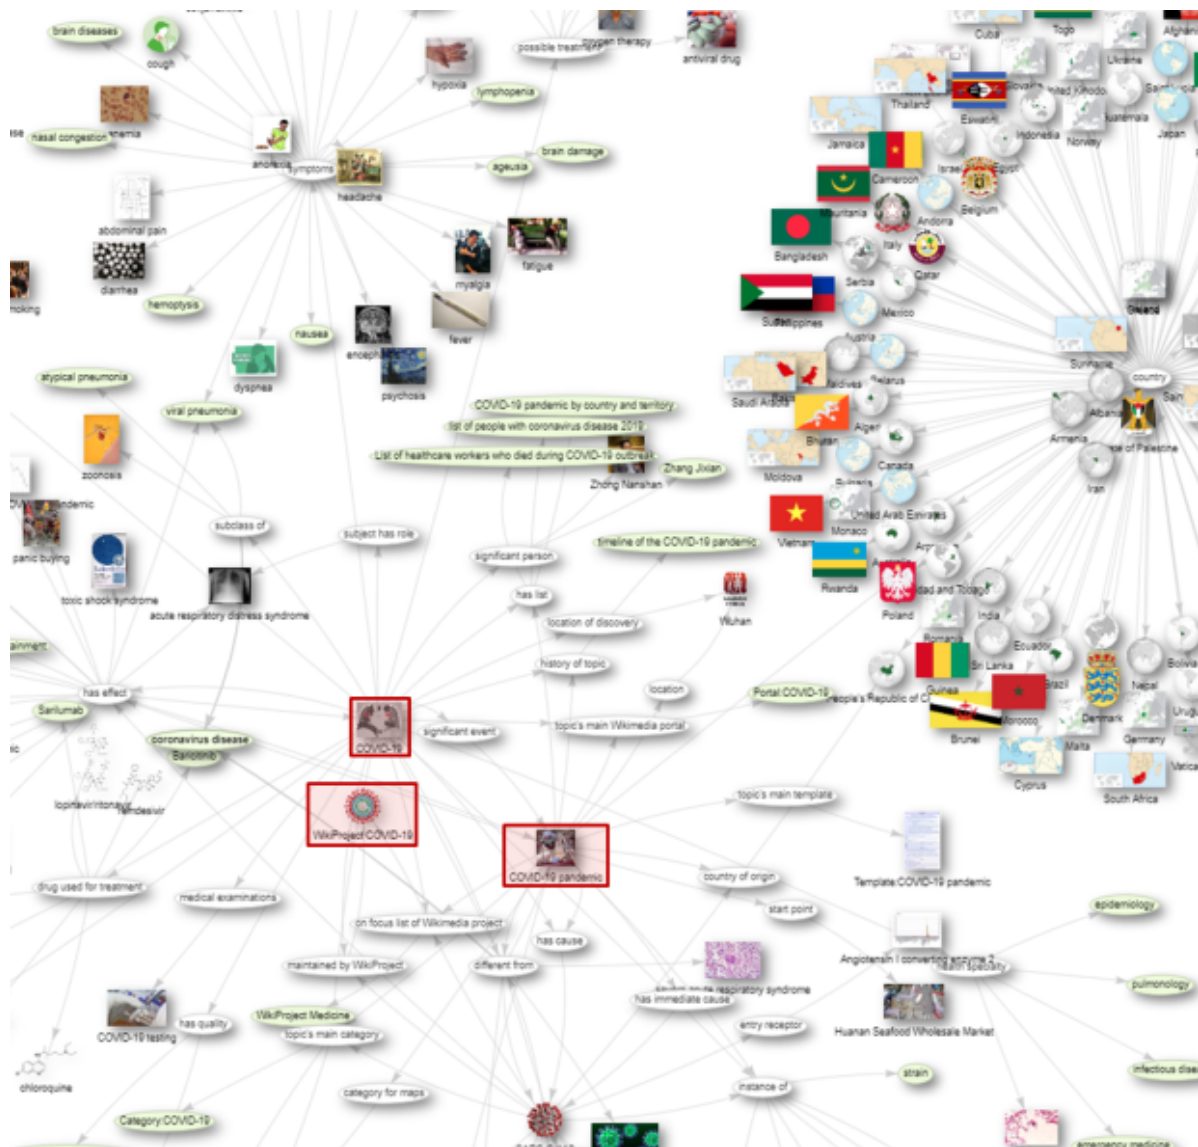 brain diseases
cough
possible treatment
oxygen therapy
antiviral drug
Cuba
Togo
Ukraine
hypoxia
lymphopenia
Thailand
Eswatini
Indonesia
Norway
Japan
nasal congestion
anorexia
symptoms
headache
ageusia
brain damage
Jamaica
Cameroon
Mauritania
Andorra
Belgium
abdominal pain
Italy
Bangladesh
Qatar
Serbia
diarrhea
myalgia
fatigue
hemoptysis
nausea
fever
Mexico
dyspnea
psychosis
Suriname
country
atypical pneumonia
viral pneumonia
COVID-19 pandemic by country and territory
list of people with coronavirus disease 2019
List of healthcare workers who died during COVID-19 outbreak
Zhong Nanshan
Zhang Jixian
Saudi Arabia
Bhutan
Armenia
Iran
Canada
Moldova
zoonosis
panic buying
subclass of
subject has role
significant person
timeline of the COVID-19 pandemic
Vietnam
Monaco
United Arab Emirates
Rwanda
Poland
toxic shock syndrome
acute respiratory distress syndrome
has list
Wuhan
location of discovery
history of topic
India
Romania
Ecuador
Sri Lanka
Guinea
Nepal
Brunei
Morocco
Denmark
Malta
Germany
Cyprus
South Africa
has effect
Sarilumab
location
Portal:COVID-19
topic's main Wikimedia portal
significant event
COVID-19
coronavirus disease
Baricitinib
lopinavir/ritonavir
remdesivir
WikiProject COVID-19
topic's main template
COVID-19 pandemic
Template:COVID-19 pandemic
drug used for treatment
medical examinations
country of origin
start point
epidemiology
on focus list of Wikimedia project
has cause
Angiotensin I converting enzyme 2
health specialty
maintained by WikiProject
different from
has immediate cause
pulmonology
WikiProject Medicine
COVID-19 testing
has quality
topic's main category
entry receptor
Huanan Seafood Wholesale Market
chloroquine
category for maps
instance of
strain
Category:COVID-19
emergency medicine